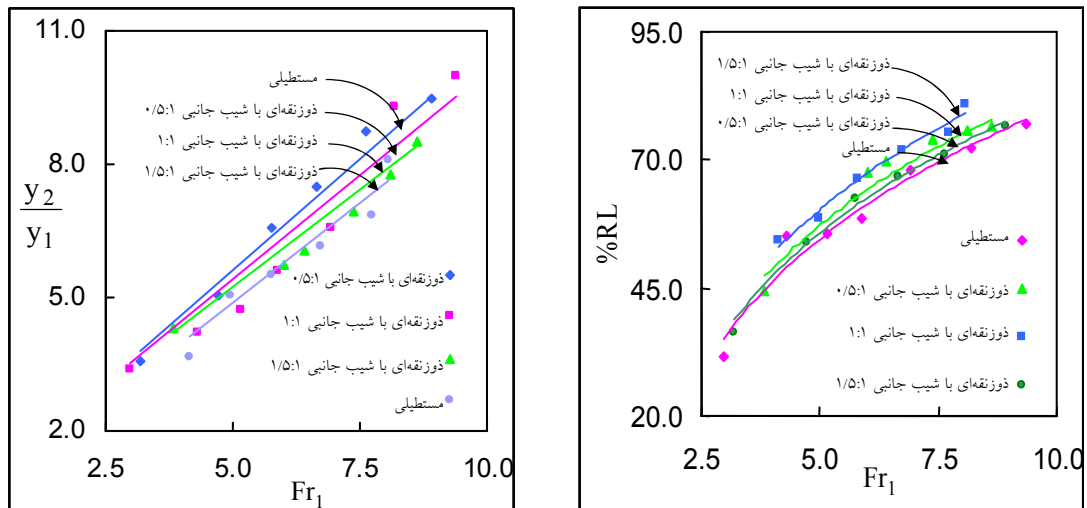 11.0
8.0
5.0
2.0
y₂
y₁
2.5 5.0 7.5 10.0
Fr₁
مستطیلی
ذوزنقه‌ای با شیب جانبی ۰/۵:۱
ذوزنقه‌ای با شیب جانبی ۱:۱
ذوزنقه‌ای با شیب جانبی ۱/۵:۱
ذوزنقه‌ای با شیب جانبی ۰/۵:۱
ذوزنقه‌ای با شیب جانبی ۱:۱
ذوزنقه‌ای با شیب جانبی ۱/۵:۱
مستطیلی
95.0
70.0
45.0
20.0
%RL
2.5 5.0 7.5 10.0
Fr₁
ذوزنقه‌ای با شیب جانبی ۱/۵:۱
ذوزنقه‌ای با شیب جانبی ۱:۱
ذوزنقه‌ای با شیب جانبی ۰/۵:۱
مستطیلی
مستطیلی
ذوزنقه‌ای با شیب جانبی ۰/۵:۱
ذوزنقه‌ای با شیب جانبی ۱:۱
ذوزنقه‌ای با شیب جانبی ۱/۵:۱